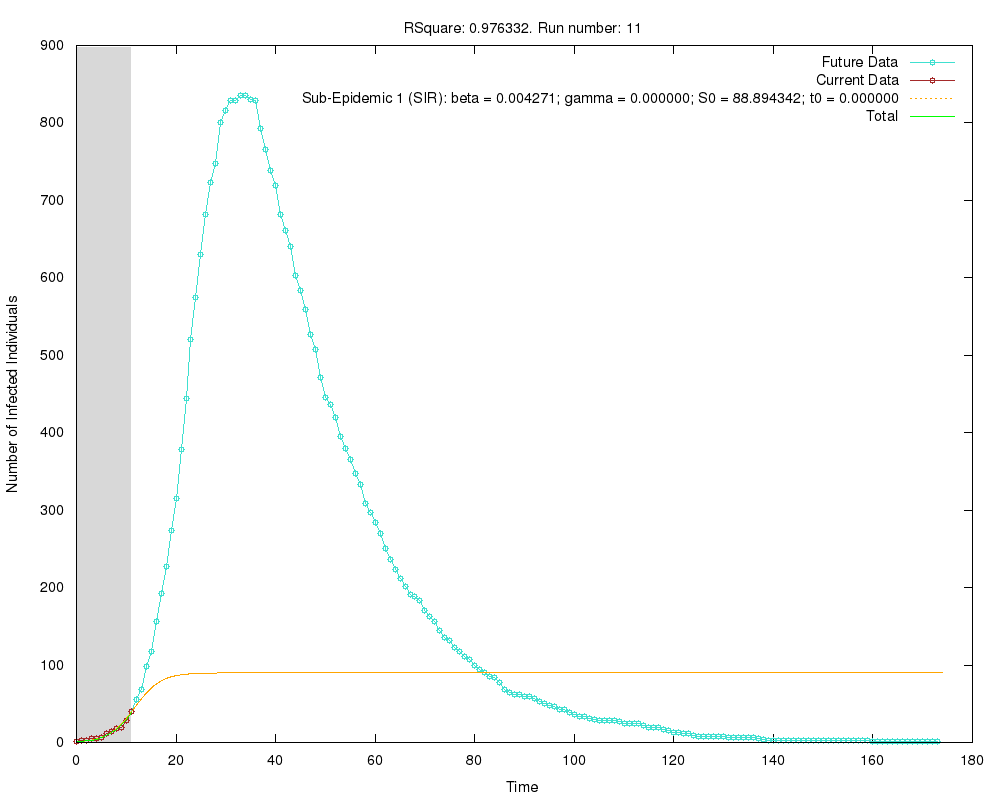 RSquare: 0.976332. Run number: 11
900
800
700
600
500
400
300
200
100
0
Number of Infected Individuals
Future Data
Current Data
Sub-Epidemic 1 (SIR): beta = 0.004271; gamma = 0.000000; S0 = 88.894342; t0 = 0.000000
Total
0 20 40 60 80 100 120 140 160 180
Time